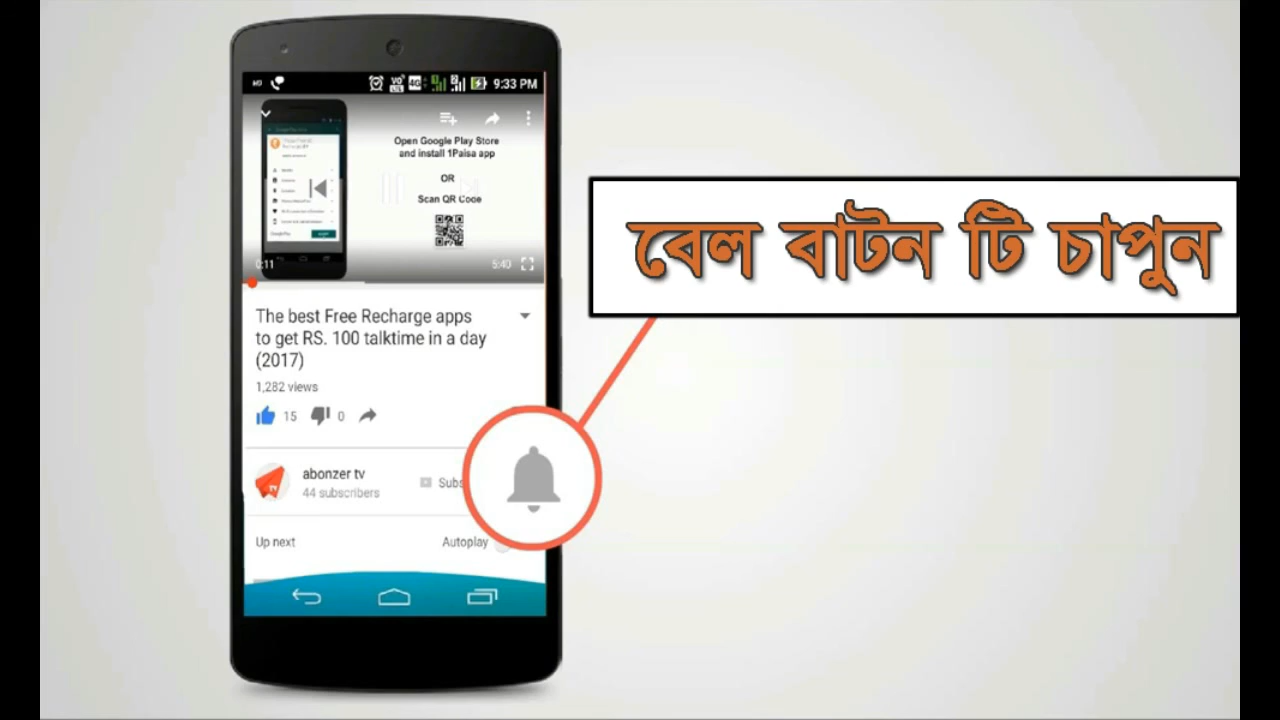 9:33 PM
Open Google Play Store
and install 1Paisa app
OR
Scan QR Code
0:11
5:40
The best Free Recharge apps
to get RS. 100 talktime in a day
(2017)
1,282 views
15
0
abonzer tv
44 subscribers
Subs
Up next
Autoplay
বেল বাটন টি চাপুন